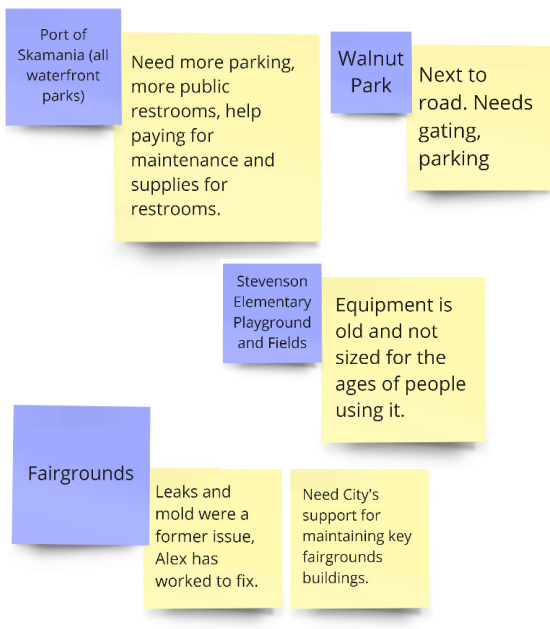 Port of
Skamania (all
waterfront
parks)
Need more parking,
more public
restrooms, help
paying for
maintenance and
supplies for
restrooms.
Walnut
Park
Next to
road. Needs
gating,
parking
Stevenson
Elementary
Playground
and Fields
Equipment is
old and not
sized for the
ages of people
using it.
Fairgrounds
Leaks and
mold were a
former issue,
Alex has
worked to fix.
Need City's
support for
maintaining key
fairgrounds
buildings.